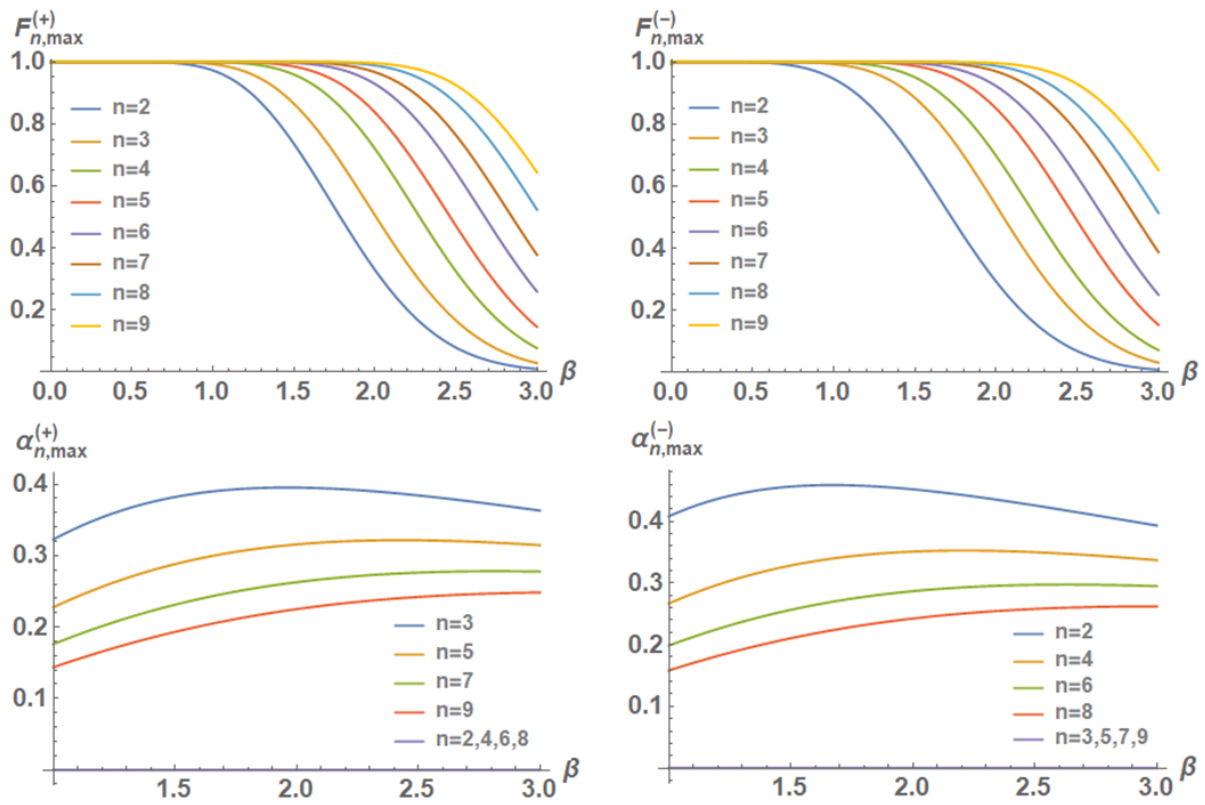 F_{n,max}^{(+)}
1.0
0.8
0.6
0.4
0.2
n=2
n=3
n=4
n=5
n=6
n=7
n=8
n=9
0.0 0.5 1.0 1.5 2.0 2.5 3.0 β
F_{n,max}^{(−)}
1.0
0.8
0.6
0.4
0.2
n=2
n=3
n=4
n=5
n=6
n=7
n=8
n=9
0.0 0.5 1.0 1.5 2.0 2.5 3.0 β
α_{n,max}^{(+)}
0.4
0.3
0.2
0.1
n=3
n=5
n=7
n=9
n=2,4,6,8
1.5 2.0 2.5 3.0 β
α_{n,max}^{(−)}
0.4
0.3
0.2
0.1
n=2
n=4
n=6
n=8
n=3,5,7,9
1.5 2.0 2.5 3.0 β